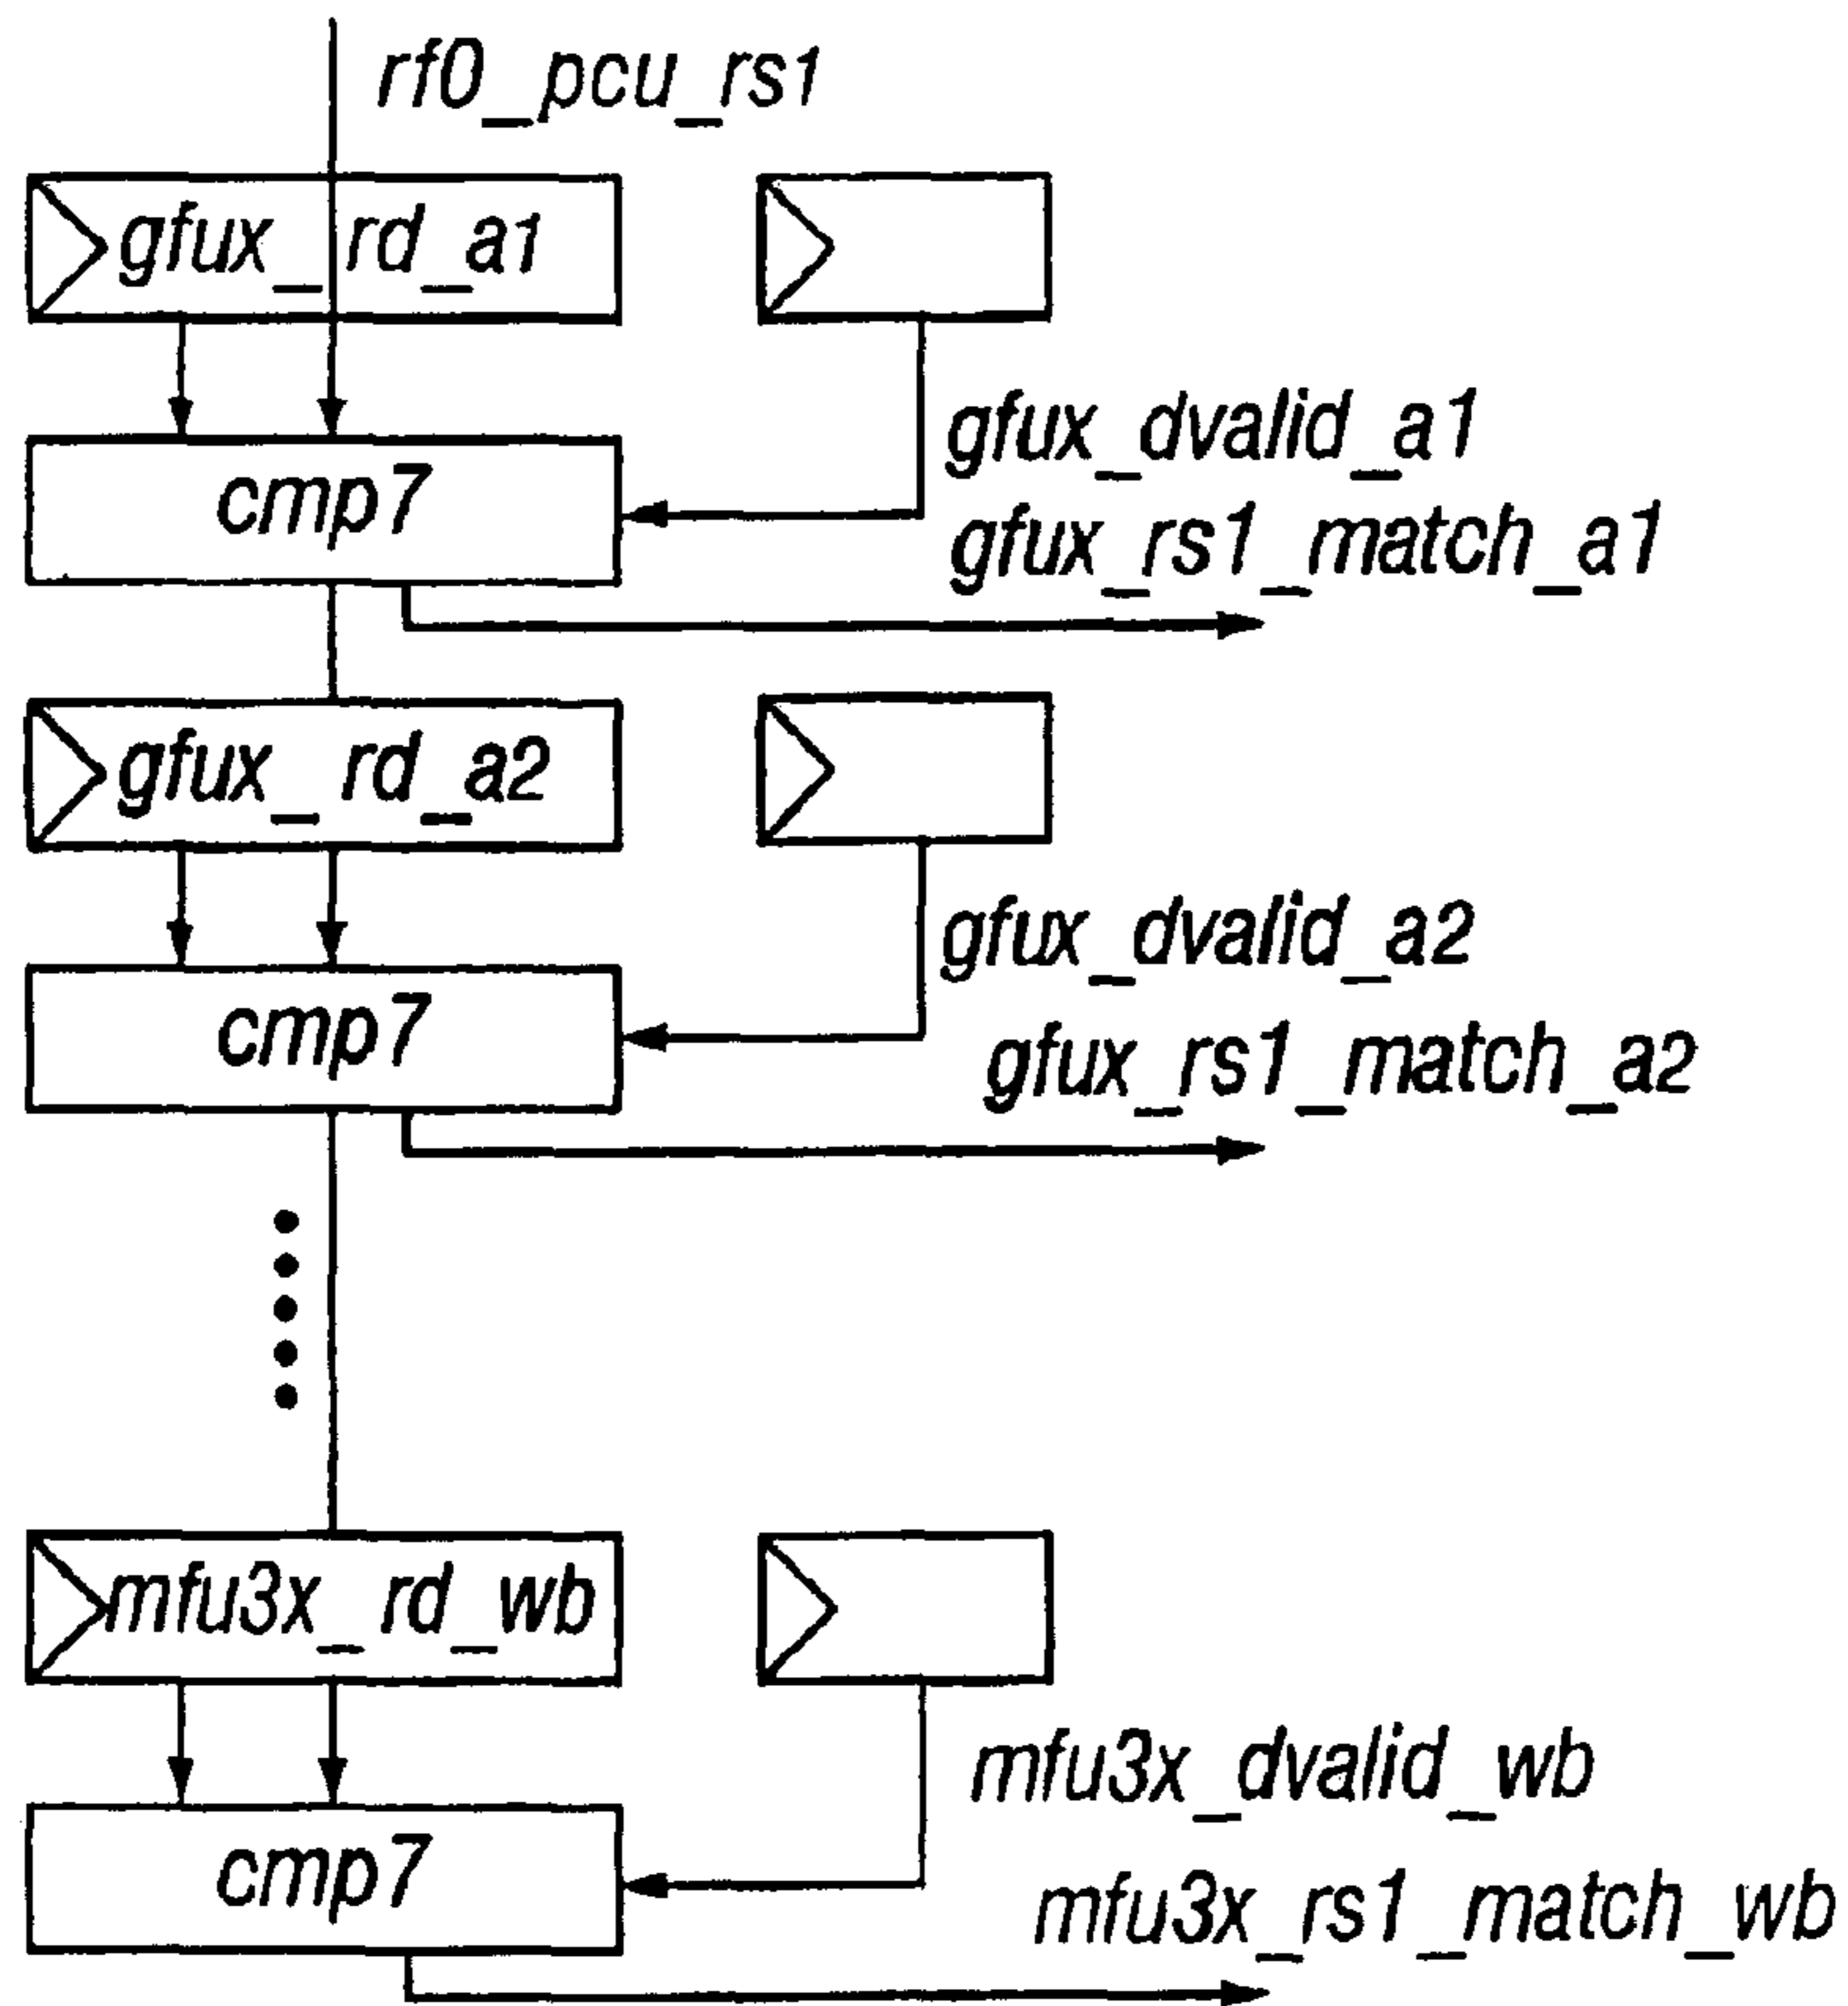 rf0_pcu_rs1
gfux_rd_a1
gfux_dvalid_a1
cmp7
gfux_rs1_match_a1
gfux_rd_a2
gfux_dvalid_a2
cmp7
gfux_rs1_match_a2
mfu3x_rd_wb
mfu3x_dvalid_wb
cmp7
mfu3x_rs1_match_wb